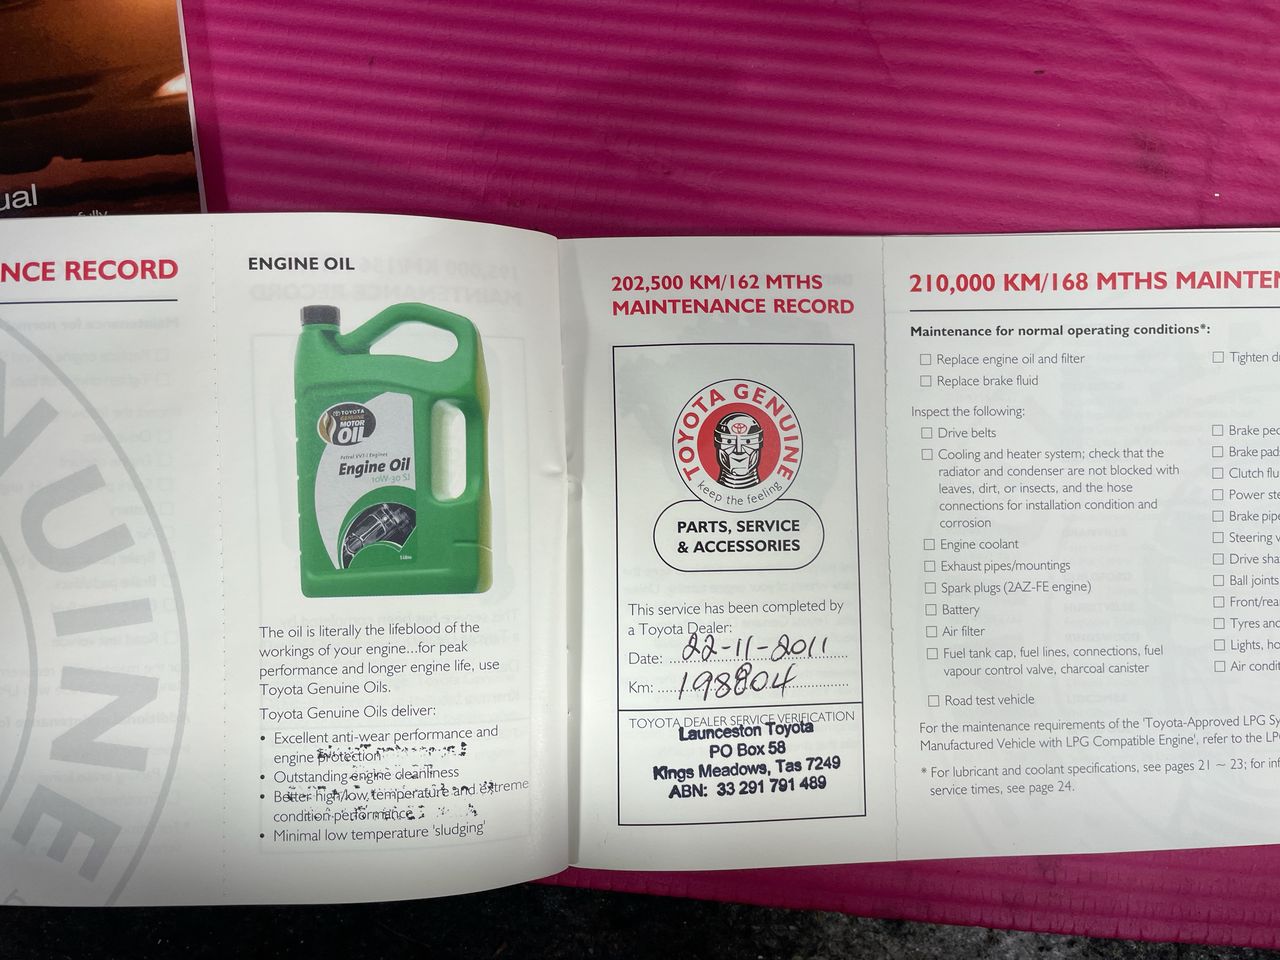 ual
fully
NCE RECORD
UINE
ENGINE OIL
TOYOTA
GENUINE
MOTOR
OIL
Petrol VVT-i Engines
Engine Oil
10W-30 SJ
5 Litre
The oil is literally the lifeblood of the
workings of your engine...for peak
performance and longer engine life, use
Toyota Genuine Oils.
Toyota Genuine Oils deliver:
• Excellent anti-wear performance and
engine protection
• Outstanding engine cleanliness
• Better high/low temperature and extreme
condition performance
• Minimal low temperature 'sludging'
202,500 KM/162 MTHS
MAINTENANCE RECORD
TOYOTA GENUINE
keep the feeling
PARTS, SERVICE
& ACCESSORIES
This service has been completed by
a Toyota Dealer:
Date: 22-11-2011
Km: 198804
TOYOTA DEALER SERVICE VERIFICATION
Launceston Toyota
PO Box 58
Kings Meadows, Tas 7249
ABN: 33 291 791 489
210,000 KM/168 MTHS MAINTEN
Maintenance for normal operating conditions*:
Replace engine oil and filter
Replace brake fluid
Inspect the following:
Drive belts
Cooling and heater system; check that the
radiator and condenser are not blocked with
leaves, dirt, or insects, and the hose
connections for installation condition and
corrosion
Engine coolant
Exhaust pipes/mountings
Spark plugs (2AZ-FE engine)
Battery
Air filter
Fuel tank cap, fuel lines, connections, fuel
vapour control valve, charcoal canister
Road test vehicle
Tighten d
Brake pe
Brake pad
Clutch flu
Power ste
Brake pipe
Steering v
Drive sha
Ball joints
Front/rea
Tyres and
Lights, ho
Air condit
For the maintenance requirements of the 'Toyota-Approved LPG Sy
Manufactured Vehicle with LPG Compatible Engine', refer to the LP
* For lubricant and coolant specifications, see pages 21 ~ 23; for inf
service times, see page 24.